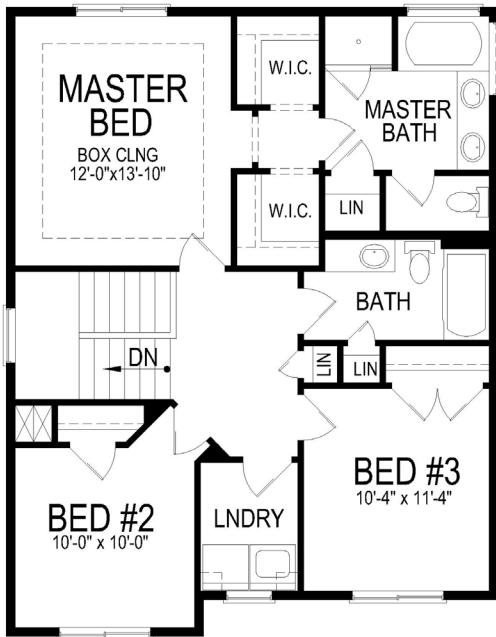 MASTER
BED
BOX CLNG
12'-0"x13'-10"
W.I.C.
MASTER
BATH
W.I.C.
LIN
BATH
DN
LIN
LIN
BED #2
10'-0" x 10'-0"
LNDRY
BED #3
10'-4" x 11'-4"